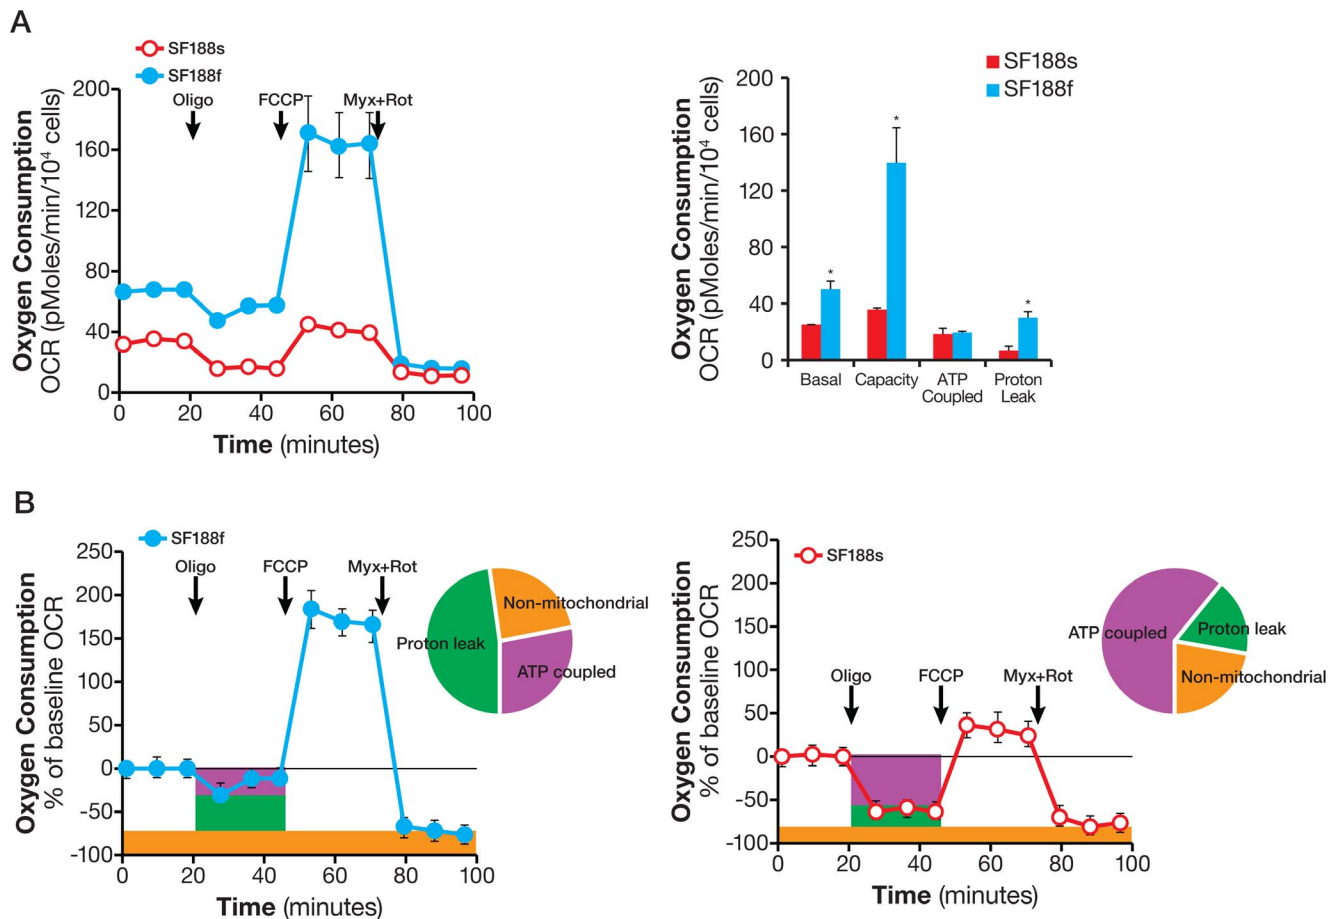 A
SF188s
SF188f
Oligo
FCCP
Myx+Rot
Oxygen Consumption
OCR (pMoles/min/10⁴ cells)
200
160
120
80
40
0
0
20
40
60
80
100
Time (minutes)
SF188s
SF188f
Oxygen Consumption
OCR (pMoles/min/10⁴ cells)
200
160
120
80
40
0
*
*
*
Basal
Capacity
ATP
Coupled
Proton
Leak
B
SF188f
Oligo
FCCP
Myx+Rot
Oxygen Consumption
% of baseline OCR
250
200
150
100
50
0
-50
-100
0
20
40
60
80
100
Time (minutes)
Non-mitochondrial
Proton leak
ATP coupled
SF188s
Oligo
FCCP
Myx+Rot
Oxygen Consumption
% of baseline OCR
250
200
150
100
50
0
-50
-100
0
20
40
60
80
100
Time (minutes)
ATP coupled
Proton leak
Non-mitochondrial